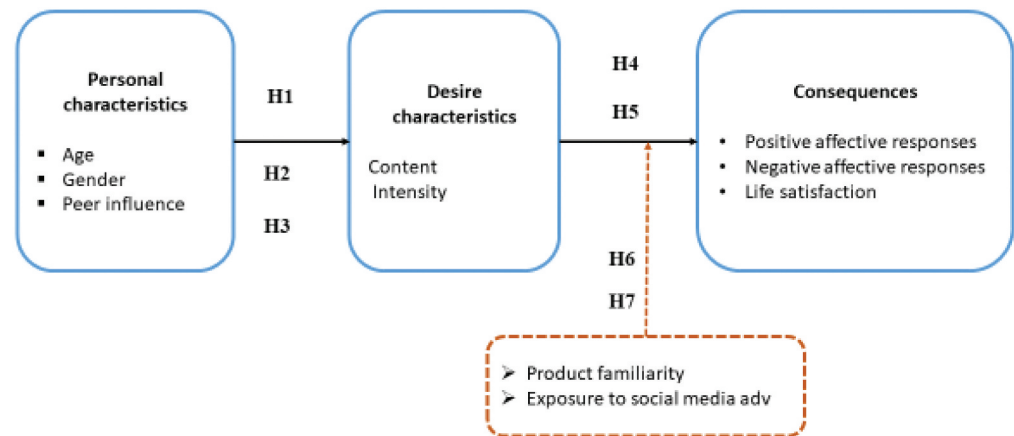 Personal
characteristics
▪ Age
▪ Gender
▪ Peer influence
H1
H2
H3
Desire
characteristics
Content
Intensity
H4
H5
Consequences
• Positive affective responses
• Negative affective responses
• Life satisfaction
H6
H7
➤ Product familiarity
➤ Exposure to social media adv